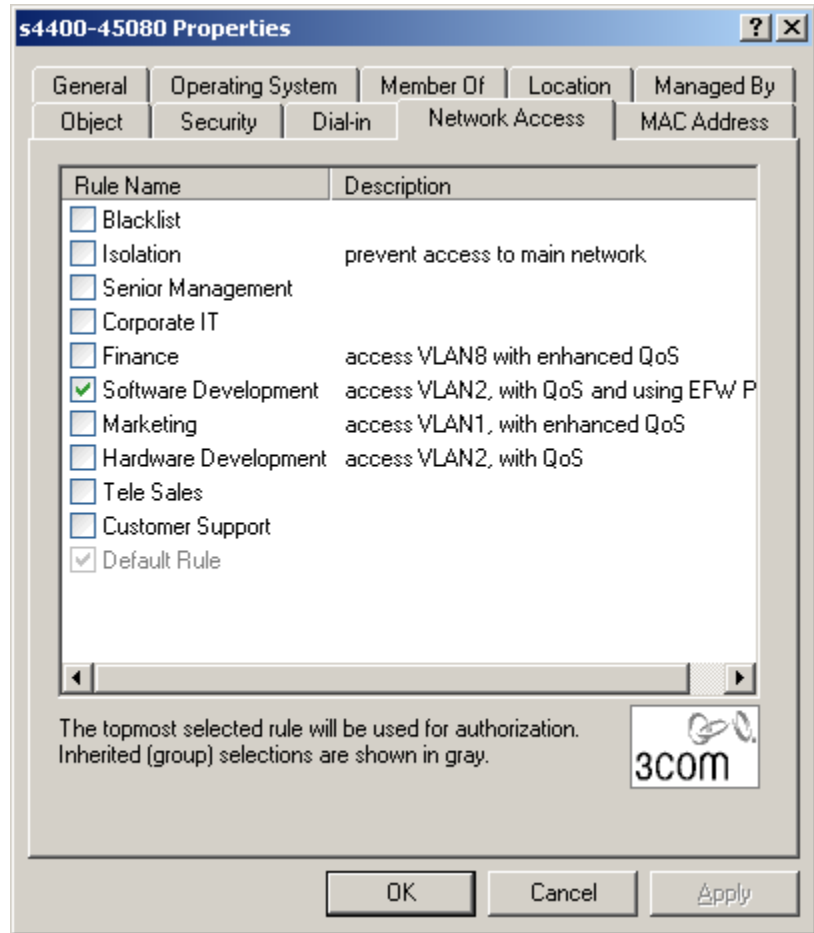 s4400-45080 Properties
General Operating System Member Of Location Managed By
Object Security Dial-in Network Access MAC Address
Rule Name Description
Blacklist
Isolation prevent access to main network
Senior Management
Corporate IT
Finance access VLAN8 with enhanced QoS
Software Development access VLAN2, with QoS and using EFW P
Marketing access VLAN1, with enhanced QoS
Hardware Development access VLAN2, with QoS
Tele Sales
Customer Support
Default Rule
The topmost selected rule will be used for authorization.
Inherited (group) selections are shown in gray.
3COM
OK Cancel Apply